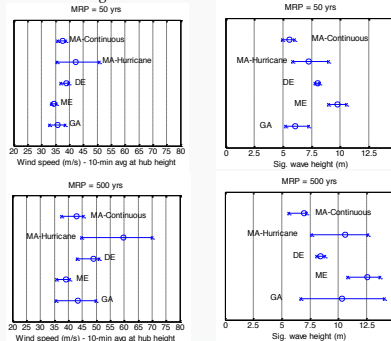 MRP = 50 yrs
MA-Continuous
MA-Hurricane
DE
ME
GA
20 25 30 35 40 45 50 55 60 65 70 75 80
Wind speed (m/s) - 10-min avg at hub height
MRP = 50 yrs
MA-Continuous
MA-Hurricane
DE
ME
GA
0 2.5 5 7.5 10 12.5
Sig. wave height (m)
MRP = 500 yrs
MA-Continuous
MA-Hurricane
DE
ME
GA
20 25 30 35 40 45 50 55 60 65 70 75 80
Wind speed (m/s) - 10-min avg at hub height
MRP = 500 yrs
MA-Continuous
MA-Hurricane
DE
ME
GA
0 2.5 5 7.5 10 12.5
Sig. wave height (m)